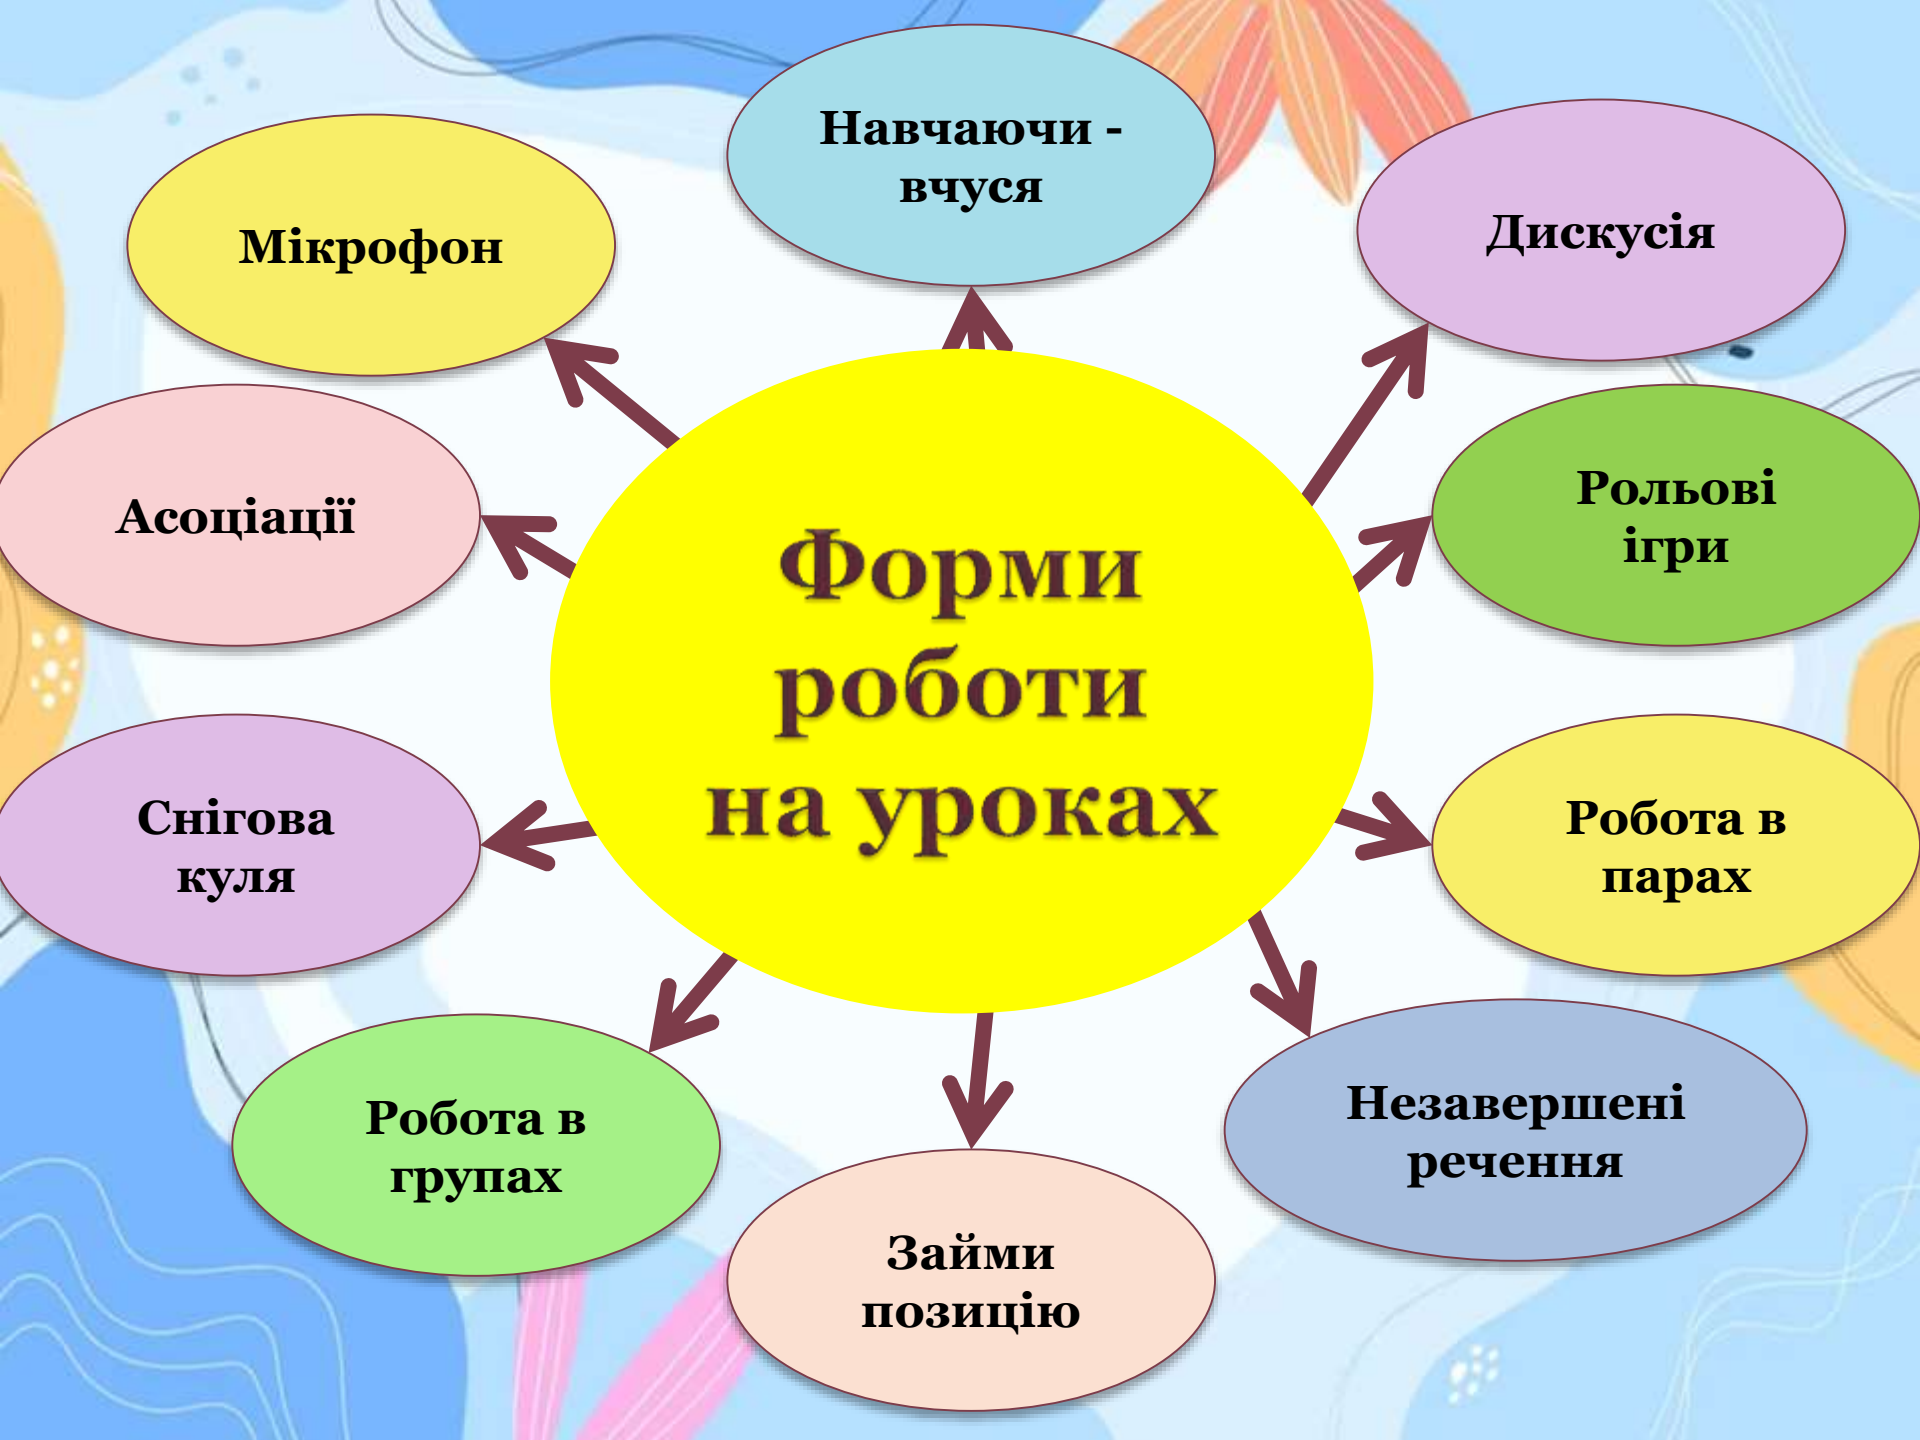 Навчаючи -
вчуся
Мікрофон
Дискусія
Асоціації
Рольові
ігри
Форми
роботи
на уроках
Снігова
куля
Робота в
парах
Робота в
групах
Незавершені
речення
Займи
позицію